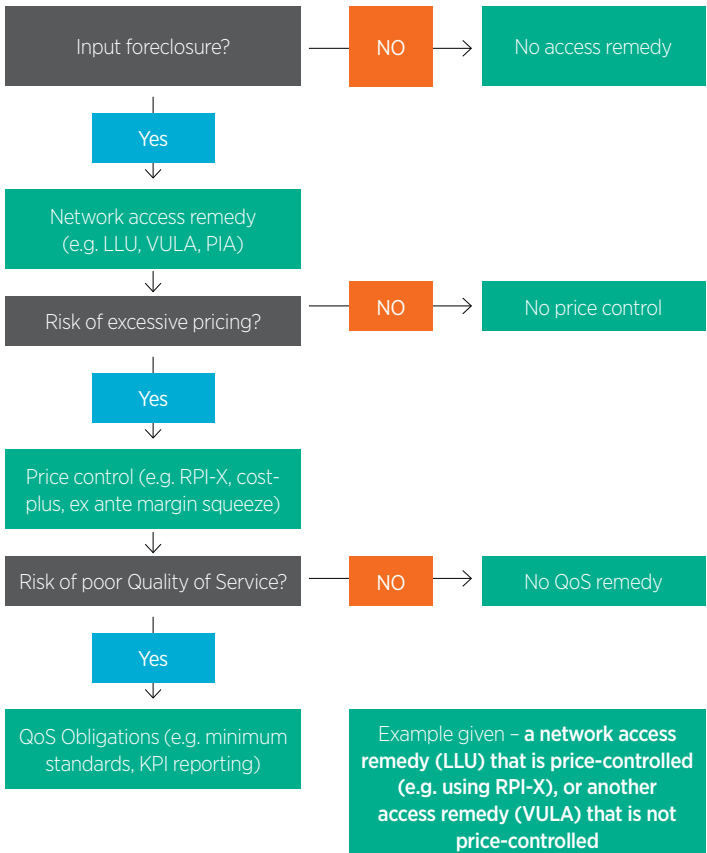 Input foreclosure?
NO
No access remedy
Yes
Network access remedy
(e.g. LLU, VULA, PIA)
Risk of excessive pricing?
NO
No price control
Yes
Price control (e.g. RPI-X, cost-
plus, ex ante margin squeeze)
Risk of poor Quality of Service?
NO
No QoS remedy
Yes
QoS Obligations (e.g. minimum
standards, KPI reporting)
Example given – a network access
remedy (LLU) that is price-controlled
(e.g. using RPI-X), or another
access remedy (VULA) that is not
price-controlled